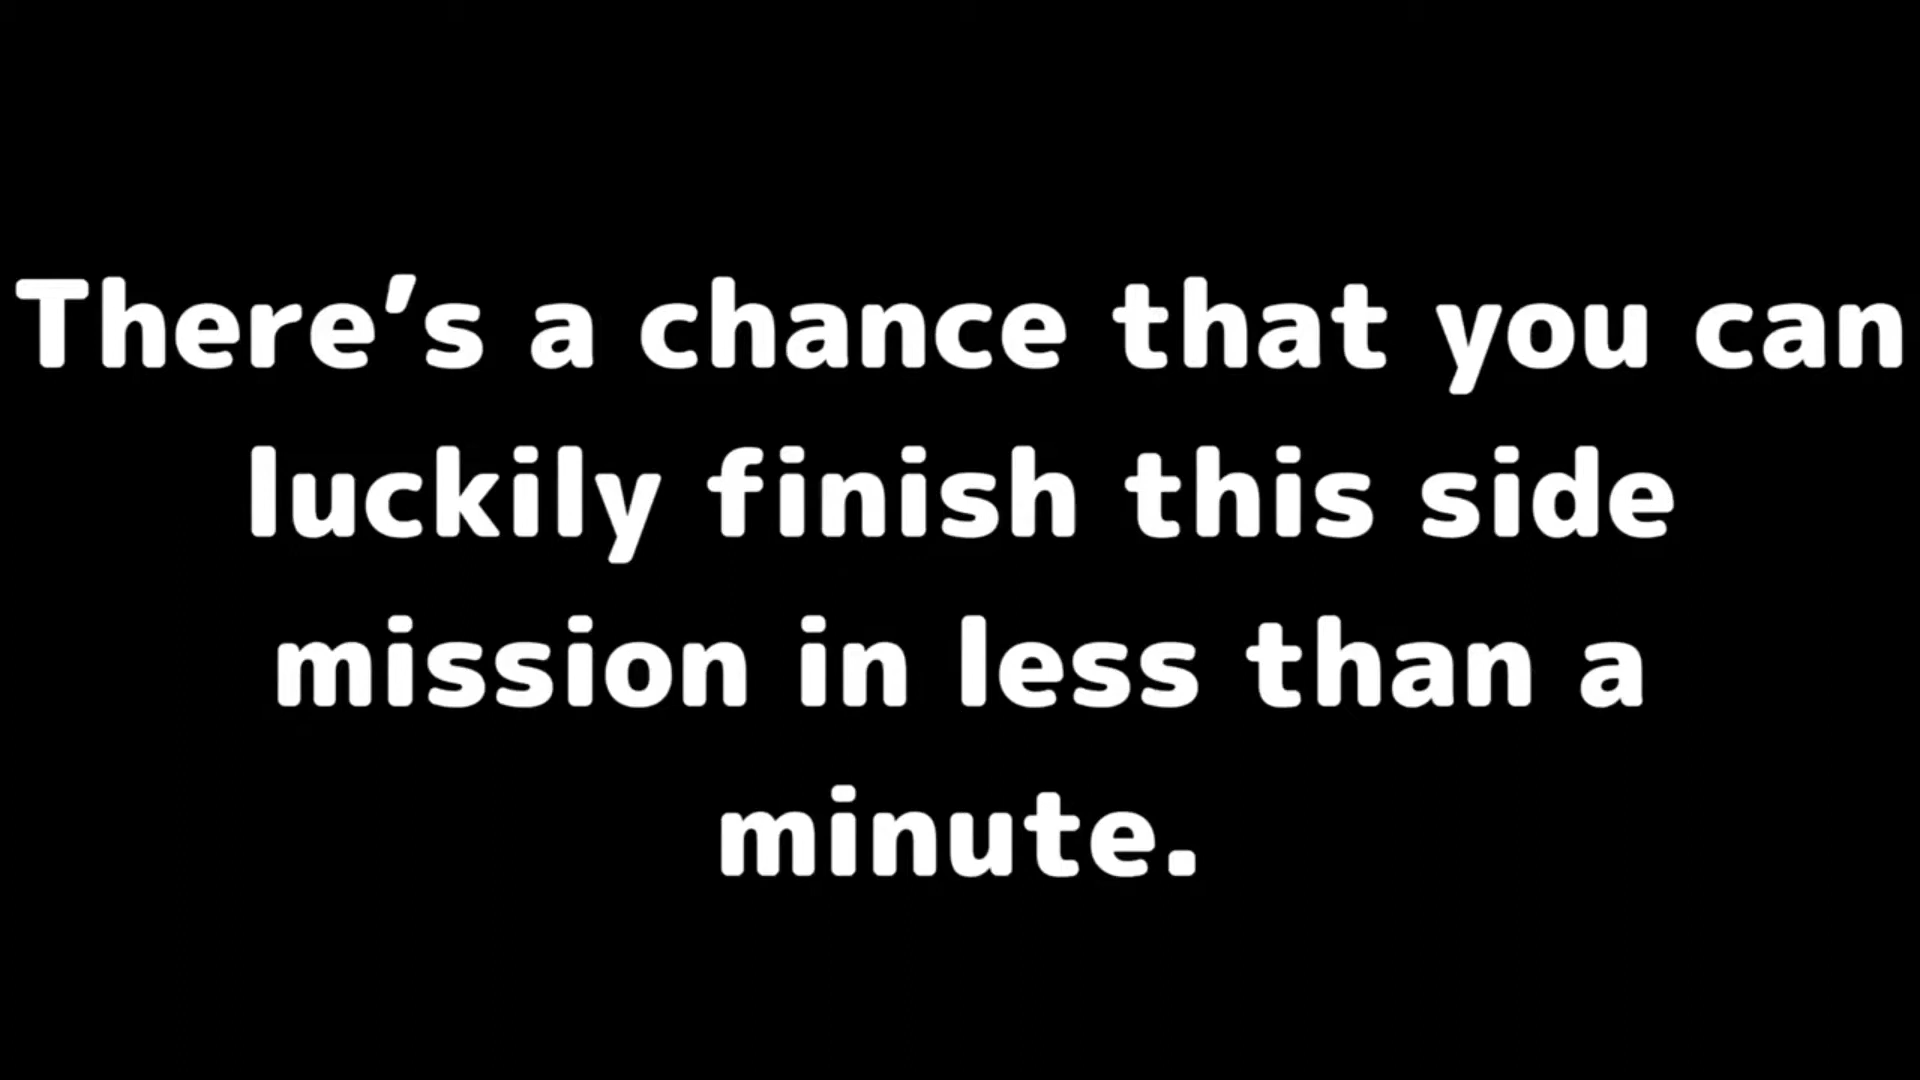 There’s a chance that you can
luckily finish this side
mission in less than a
minute.